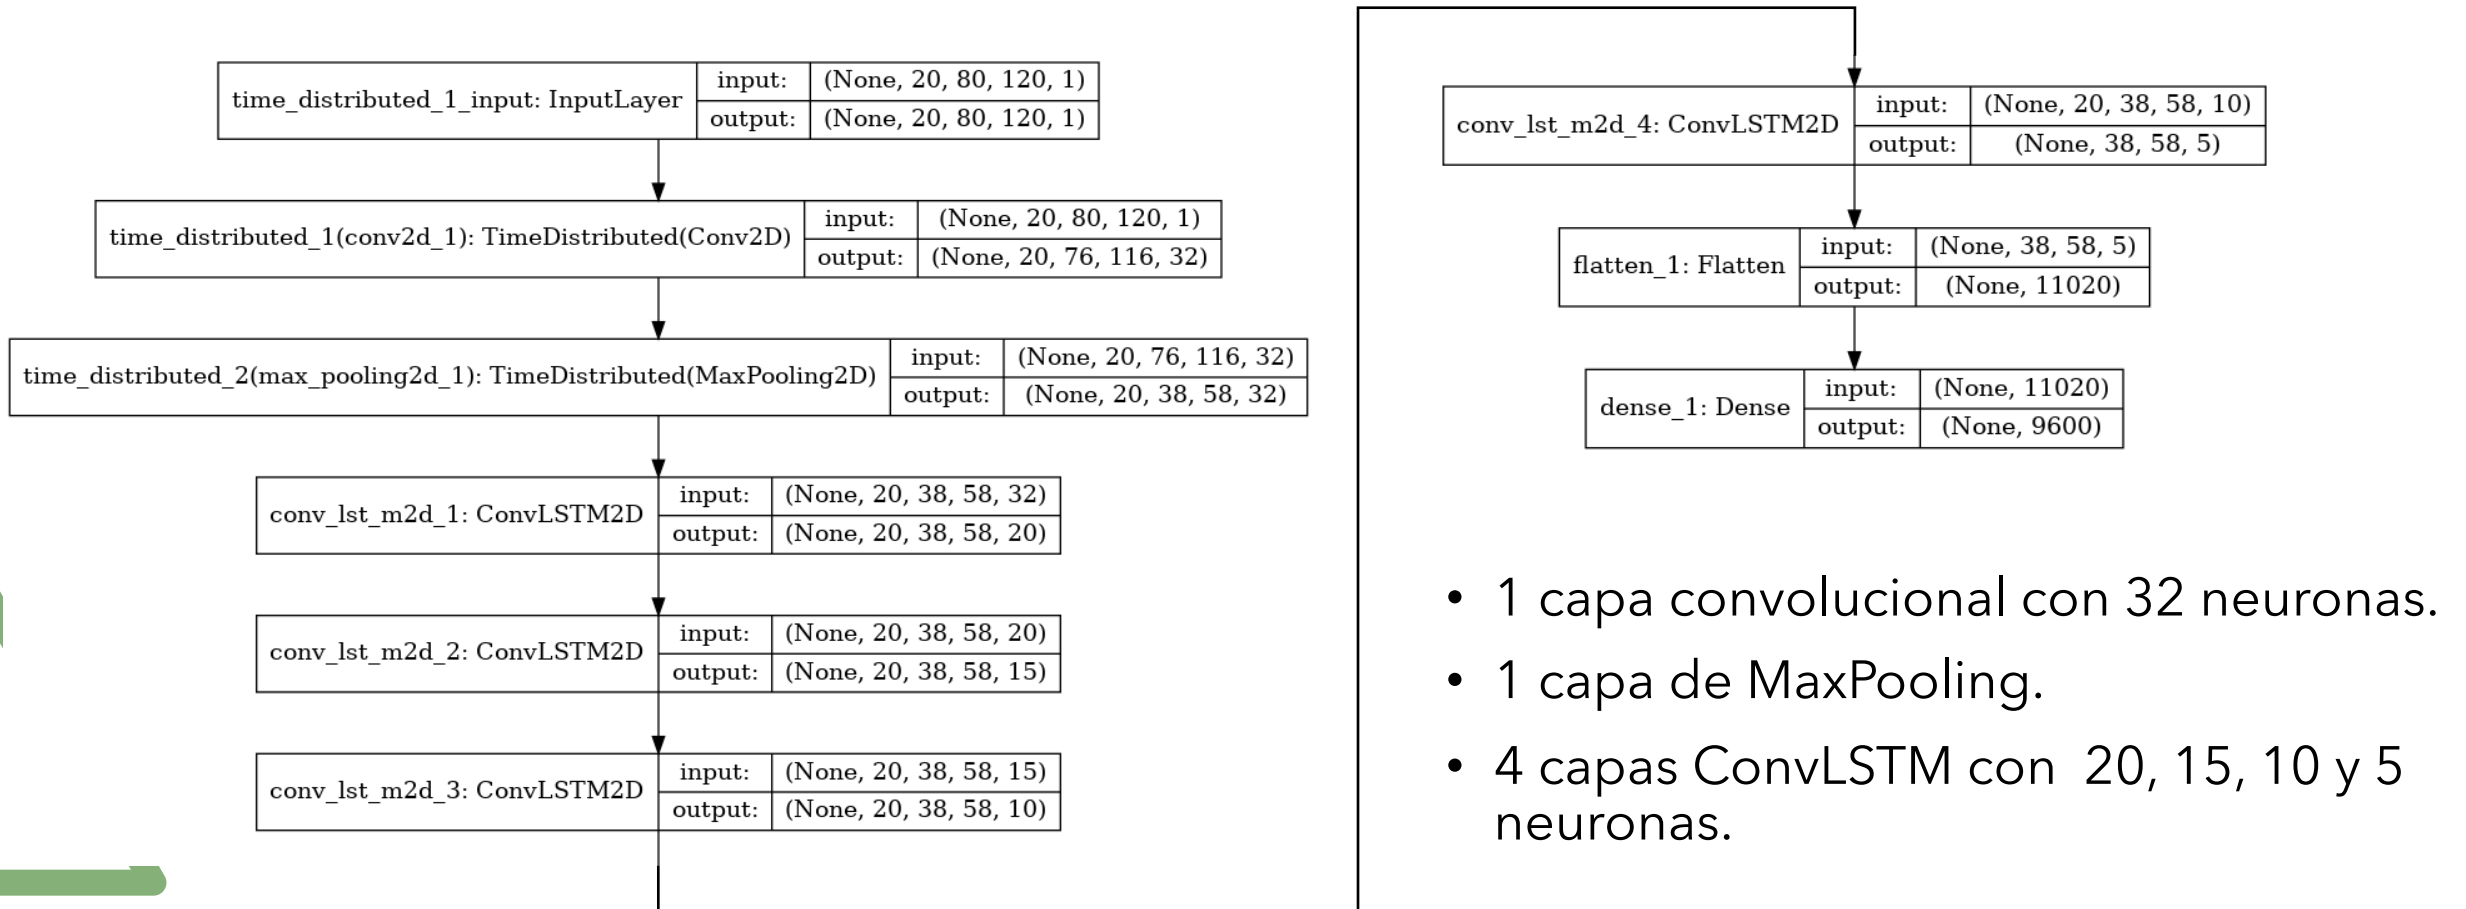 time_distributed_1_input: InputLayer
input: (None, 20, 80, 120, 1)
output: (None, 20, 80, 120, 1)
time_distributed_1(conv2d_1): TimeDistributed(Conv2D)
input: (None, 20, 80, 120, 1)
output: (None, 20, 76, 116, 32)
time_distributed_2(max_pooling2d_1): TimeDistributed(MaxPooling2D)
input: (None, 20, 76, 116, 32)
output: (None, 20, 38, 58, 32)
conv_lst_m2d_1: ConvLSTM2D
input: (None, 20, 38, 58, 32)
output: (None, 20, 38, 58, 20)
conv_lst_m2d_2: ConvLSTM2D
input: (None, 20, 38, 58, 20)
output: (None, 20, 38, 58, 15)
conv_lst_m2d_3: ConvLSTM2D
input: (None, 20, 38, 58, 15)
output: (None, 20, 38, 58, 10)
conv_lst_m2d_4: ConvLSTM2D
input: (None, 20, 38, 58, 10)
output: (None, 38, 58, 5)
flatten_1: Flatten
input: (None, 38, 58, 5)
output: (None, 11020)
dense_1: Dense
input: (None, 11020)
output: (None, 9600)
• 1 capa convolucional con 32 neuronas.
• 1 capa de MaxPooling.
• 4 capas ConvLSTM con 20, 15, 10 y 5
neuronas.